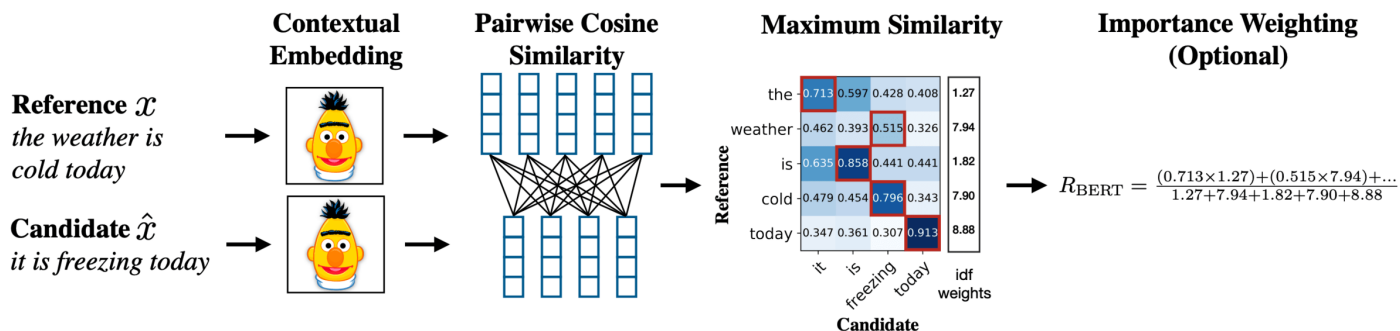 Contextual
Embedding
Pairwise Cosine
Similarity
Maximum Similarity
Importance Weighting
(Optional)
Reference x
the weather is
cold today
Candidate x̂
it is freezing today
Reference
the 0.713 0.597 0.428 0.408 1.27
weather 0.462 0.393 0.515 0.326 7.94
is 0.635 0.858 0.441 0.441 1.82
cold 0.479 0.454 0.796 0.343 7.90
today 0.347 0.361 0.307 0.913 8.88
it is freezing today
idf
weights
Candidate
R_BERT = (0.713×1.27)+(0.515×7.94)+...
1.27+7.94+1.82+7.90+8.88